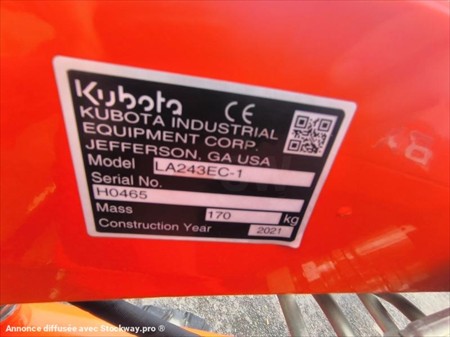 Kubota CE
KUBOTA INDUSTRIAL
EQUIPMENT CORP.
JEFFERSON, GA USA
Model LA243EC-1
Serial No.
H0465
Mass 170 kg
Construction Year 2021
Annonce diffusée avec Stockway.pro ®